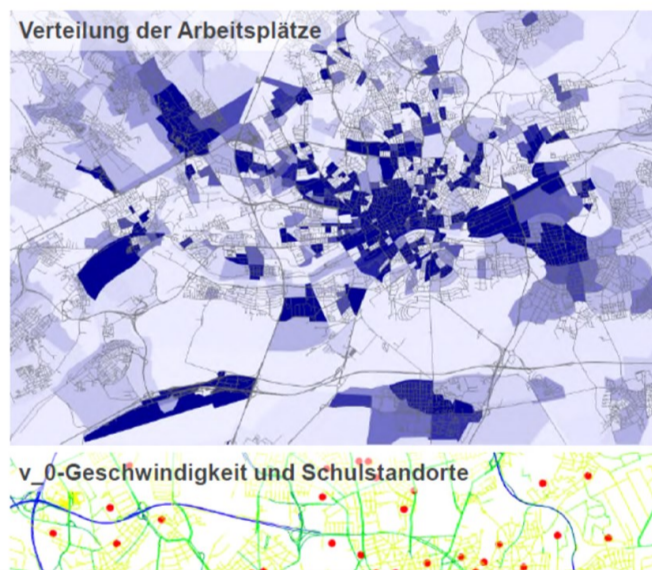 Verteilung der Arbeitsplätze
v_0-Geschwindigkeit und Schulstandorte